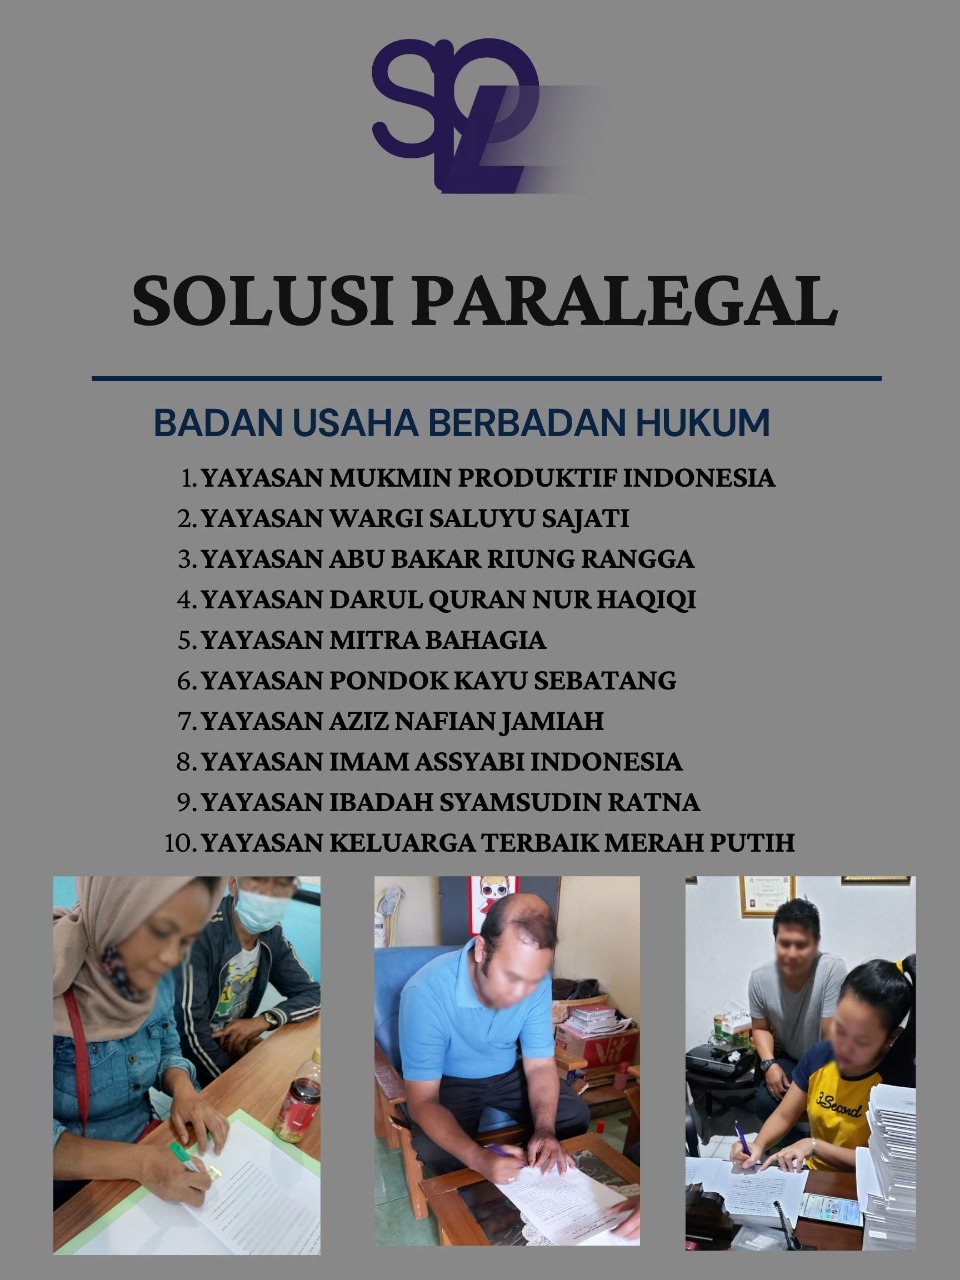 SPL
SOLUSI PARALEGAL
BADAN USAHA BERBADAN HUKUM
1. YAYASAN MUKMIN PRODUKTIF INDONESIA
2. YAYASAN WARGI SALUYU SAJATI
3. YAYASAN ABU BAKAR RIUNG RANGGA
4. YAYASAN DARUL QURAN NUR HAQIQI
5. YAYASAN MITRA BAHAGIA
6. YAYASAN PONDOK KAYU SEBATANG
7. YAYASAN AZIZ NAFIAN JAMIAH
8. YAYASAN IMAM ASSYABI INDONESIA
9. YAYASAN IBADAH SYAMSUDIN RATNA
10. YAYASAN KELUARGA TERBAIK MERAH PUTIH
Vit
3Second